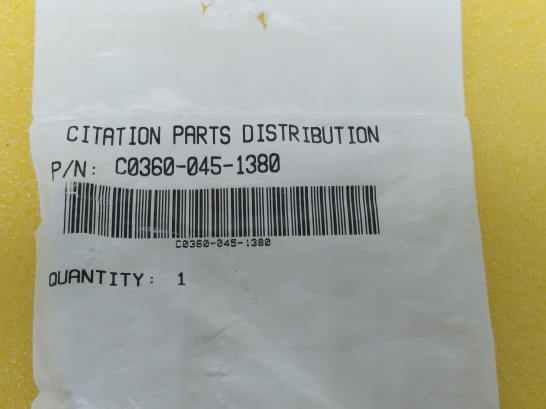 CITATION PARTS DISTRIBUTION
P/N: C0360-045-1380
C0360-045-1380
QUANTITY: 1